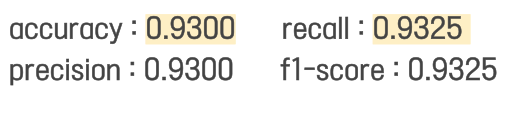 accuracy : 0.9300 recall : 0.9325
precision : 0.9300 f1-score : 0.9325